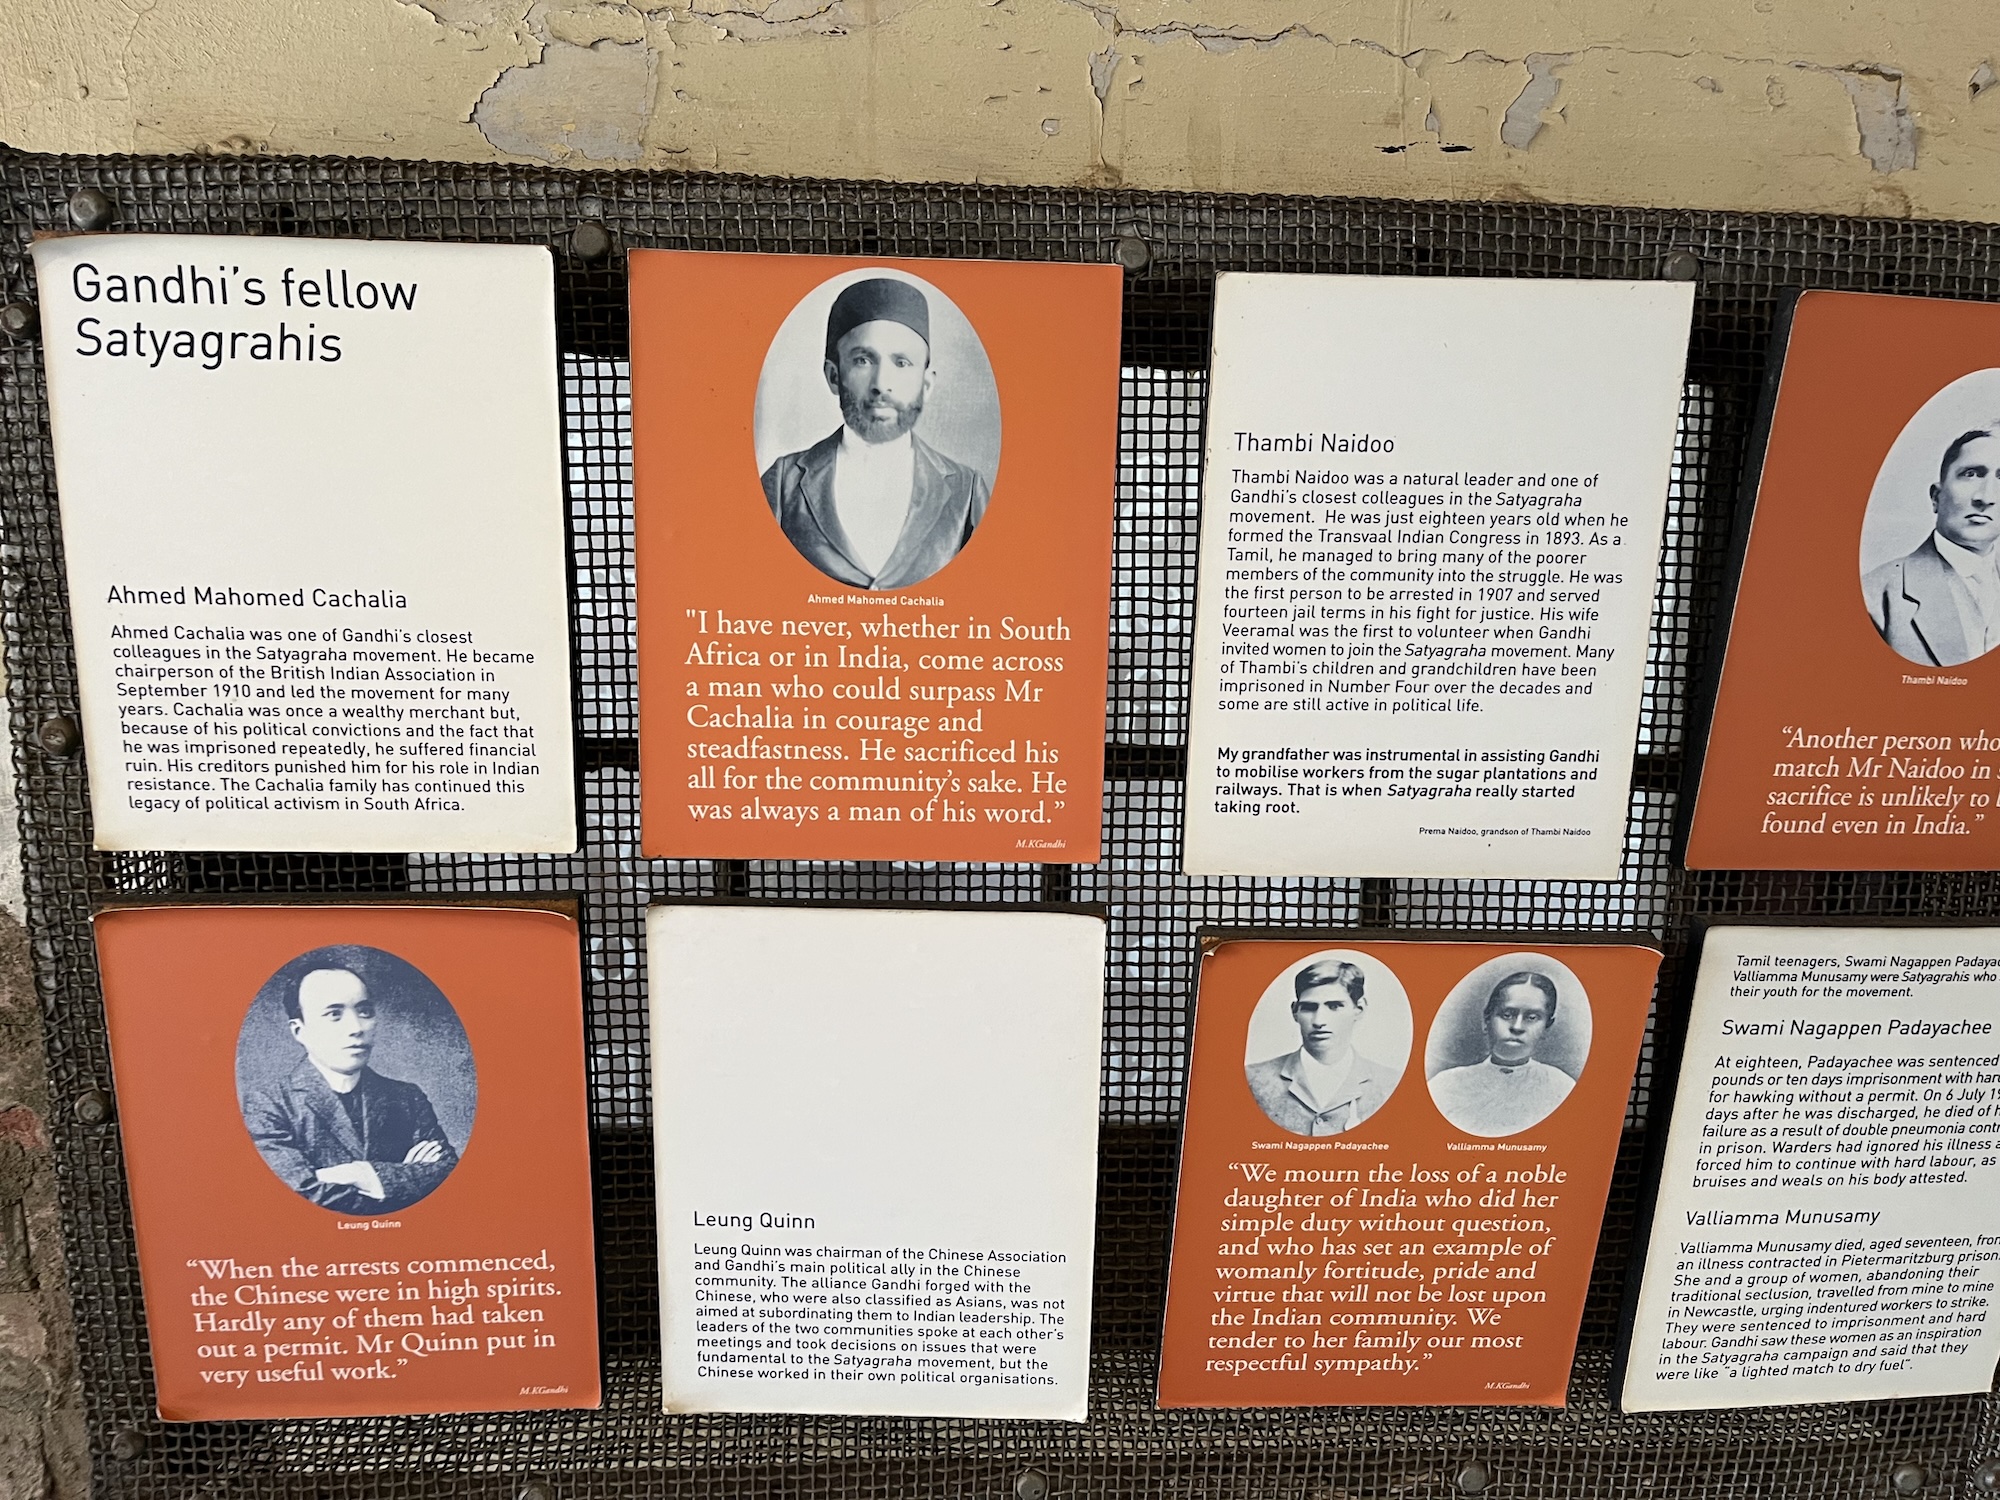 Gandhi's fellow
Satyagrahis
Ahmed Mahomed Cachalia
Ahmed Cachalia was one of Gandhi's closest
colleagues in the Satyagraha movement. He became
chairperson of the British Indian Association in
September 1910 and led the movement for many
years. Cachalia was once a wealthy merchant but,
because of his political convictions and the fact that
he was imprisoned repeatedly, he suffered financial
ruin. His creditors punished him for his role in Indian
resistance. The Cachalia family has continued this
legacy of political activism in South Africa.
Ahmed Mahomed Cachalia
"I have never, whether in South
Africa or in India, come across
a man who could surpass Mr
Cachalia in courage and
steadfastness. He sacrificed his
all for the community's sake. He
was always a man of his word."
M.KGandhi
Thambi Naidoo
Thambi Naidoo was a natural leader and one of
Gandhi's closest colleagues in the Satyagraha
movement. He was just eighteen years old when he
formed the Transvaal Indian Congress in 1893. As a
Tamil, he managed to bring many of the poorer
members of the community into the struggle. He was
the first person to be arrested in 1907 and served
fourteen jail terms in his fight for justice. His wife
Veeramal was the first to volunteer when Gandhi
invited women to join the Satyagraha movement. Many
of Thambi's children and grandchildren have been
imprisoned in Number Four over the decades and
some are still active in political life.
My grandfather was instrumental in assisting Gandhi
to mobilise workers from the sugar plantations and
railways. That is when Satyagraha really started
taking root.
Prema Naidoo, grandson of Thambi Naidoo
Thambi Naidoo
"Another person who
match Mr Naidoo in
sacrifice is unlikely to
found even in India."
Leung Quinn
"When the arrests commenced,
the Chinese were in high spirits.
Hardly any of them had taken
out a permit. Mr Quinn put in
very useful work."
M.KGandhi
Leung Quinn
Leung Quinn was chairman of the Chinese Association
and Gandhi's main political ally in the Chinese
community. The alliance Gandhi forged with the
Chinese, who were also classified as Asians, was not
aimed at subordinating them to Indian leadership. The
leaders of the two communities spoke at each other's
meetings and took decisions on issues that were
fundamental to the Satyagraha movement, but the
Chinese worked in their own political organisations.
Swami Nagappen Padayachee
Valliamma Munusamy
"We mourn the loss of a noble
daughter of India who did her
simple duty without question,
and who has set an example of
womanly fortitude, pride and
virtue that will not be lost upon
the Indian community. We
tender to her family our most
respectful sympathy."
M.KGandhi
Tamil teenagers, Swami Nagappen
Valliamma Munusamy were Satyagrahis who
their youth for the movement.
Swami Nagappen Padayachee
At eighteen, Padayachee was sentenced
pounds or ten days imprisonment with
for hawking without a permit. On 6 July
days after he was discharged, he died of
failure as a result of double pneumonia
in prison. Warders had ignored his illness
forced him to continue with hard labour, as
bruises and weals on his body attested.
Valliamma Munusamy
Valliamma Munusamy died, aged seventeen, from
an illness contracted in Pietermaritzburg prison.
She and a group of women, abandoning their
traditional seclusion, travelled from mine to mine
in Newcastle, urging indentured workers to strike.
They were sentenced to imprisonment and hard
labour. Gandhi saw these women as an inspiration
in the Satyagraha campaign and said that they
were like "a lighted match to dry fuel".